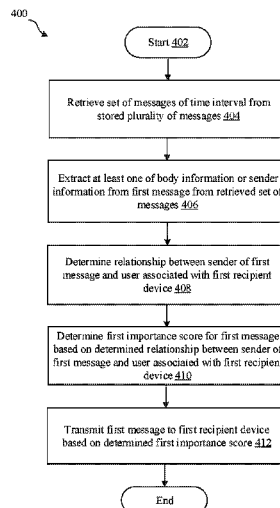 400
Start 402
Retrieve set of messages of time interval from
stored plurality of messages 404
Extract at least one of body information or sender
information from first message from retrieved set of
messages 406
Determine relationship between sender of first
message and user associated with first recipient
device 408
Determine first importance score for first message
based on determined relationship between sender of
first message and user associated with first recipient
device 410
Transmit first message to first recipient device
based on determined first importance score 412
End